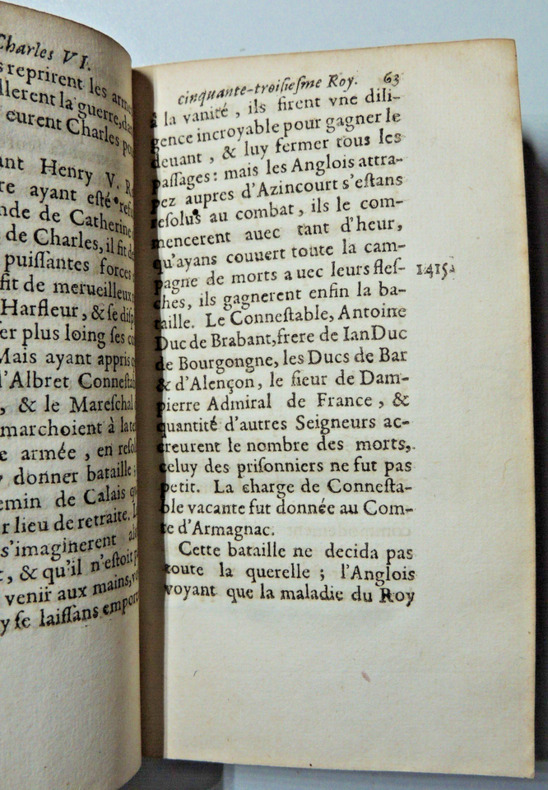 Charles VI.
reprirent les
llerent la guerre,
eurent Charles
ant Henry V.
re ayant esté
nde de Catherine
de Charles, il fit de
puiſſantes forces
fit de merueilleux
Harfleur, & ſe
er plus loing ſes
Mais ayant appris
l'Albret
, & le Mareſchal
marchoient à
e armée, en
y donner bataille
emin de Calais
r lieu de retraite.
s'imaginerent
t, & qu'il n'eſtoit
venir aux mains,
y ſe laiſſans
cinquante-troiſieſme Roy. 63
à la vanité, ils firent vne dili-
gence incroyable pour gagner le
deuant, & luy fermer tous les
paſſages: mais les Anglois attra-
pez aupres d'Azincourt s'eſtans
reſolus au combat, ils le com-
mencerent auec tant d'heur,
qu'ayans couuert toute la cam-
pagne de morts auec leurs fleſ-
1415.
ches, ils gagnerent enfin la ba-
taille. Le Conneſtable, Antoine
Duc de Brabant, frere de Ian Duc
de Bourgongne, les Ducs de Bar
& d'Alençon, le ſieur de Dam-
pierre Admiral de France, &
quantité d'autres Seigneurs ac-
creurent le nombre des morts,
celuy des priſonniers ne fut pas
petit. La charge de Conneſta-
ble vacante fut donnée au Com-
te d'Armagnac.
Cette bataille ne decida pas
toute la querelle; l'Anglois
voyant que la maladie du Roy